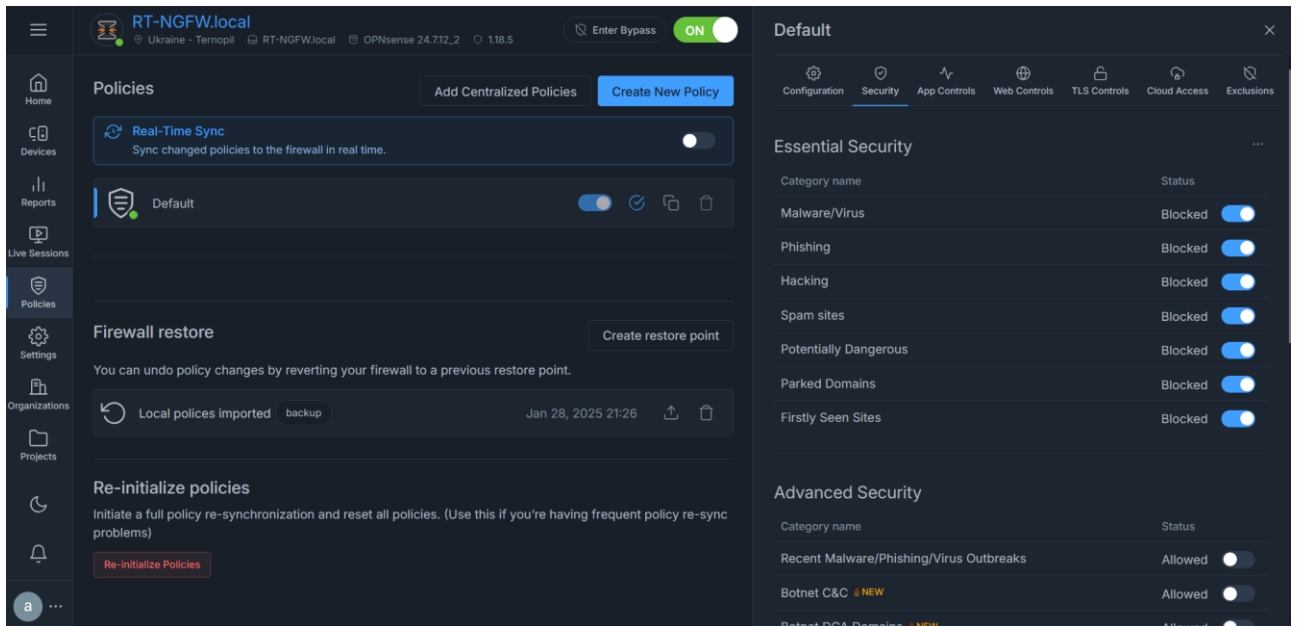 RT-NGFW.local
Ukraine - Ternopil RT-NGFW.local OPNsense 24.7.12_2 1.18.5
Enter Bypass
ON
Home
Devices
Reports
Live Sessions
Policies
Settings
Organizations
Projects
a ...
Policies
Add Centralized Policies
Create New Policy
Real-Time Sync
Sync changed policies to the firewall in real time.
Default
Firewall restore
Create restore point
You can undo policy changes by reverting your firewall to a previous restore point.
Local polices imported backup Jan 28, 2025 21:26
Re-initialize policies
Initiate a full policy re-synchronization and reset all policies. (Use this if you're having frequent policy re-sync
problems)
Re-initialize Policies
Default
Configuration Security App Controls Web Controls TLS Controls Cloud Access Exclusions
Essential Security ...
Category name Status
Malware/Virus Blocked
Phishing Blocked
Hacking Blocked
Spam sites Blocked
Potentially Dangerous Blocked
Parked Domains Blocked
Firstly Seen Sites Blocked
Advanced Security
Category name Status
Recent Malware/Phishing/Virus Outbreaks Allowed
Botnet C&C NEW Allowed
Botnet DGA Domains NEW Allowed